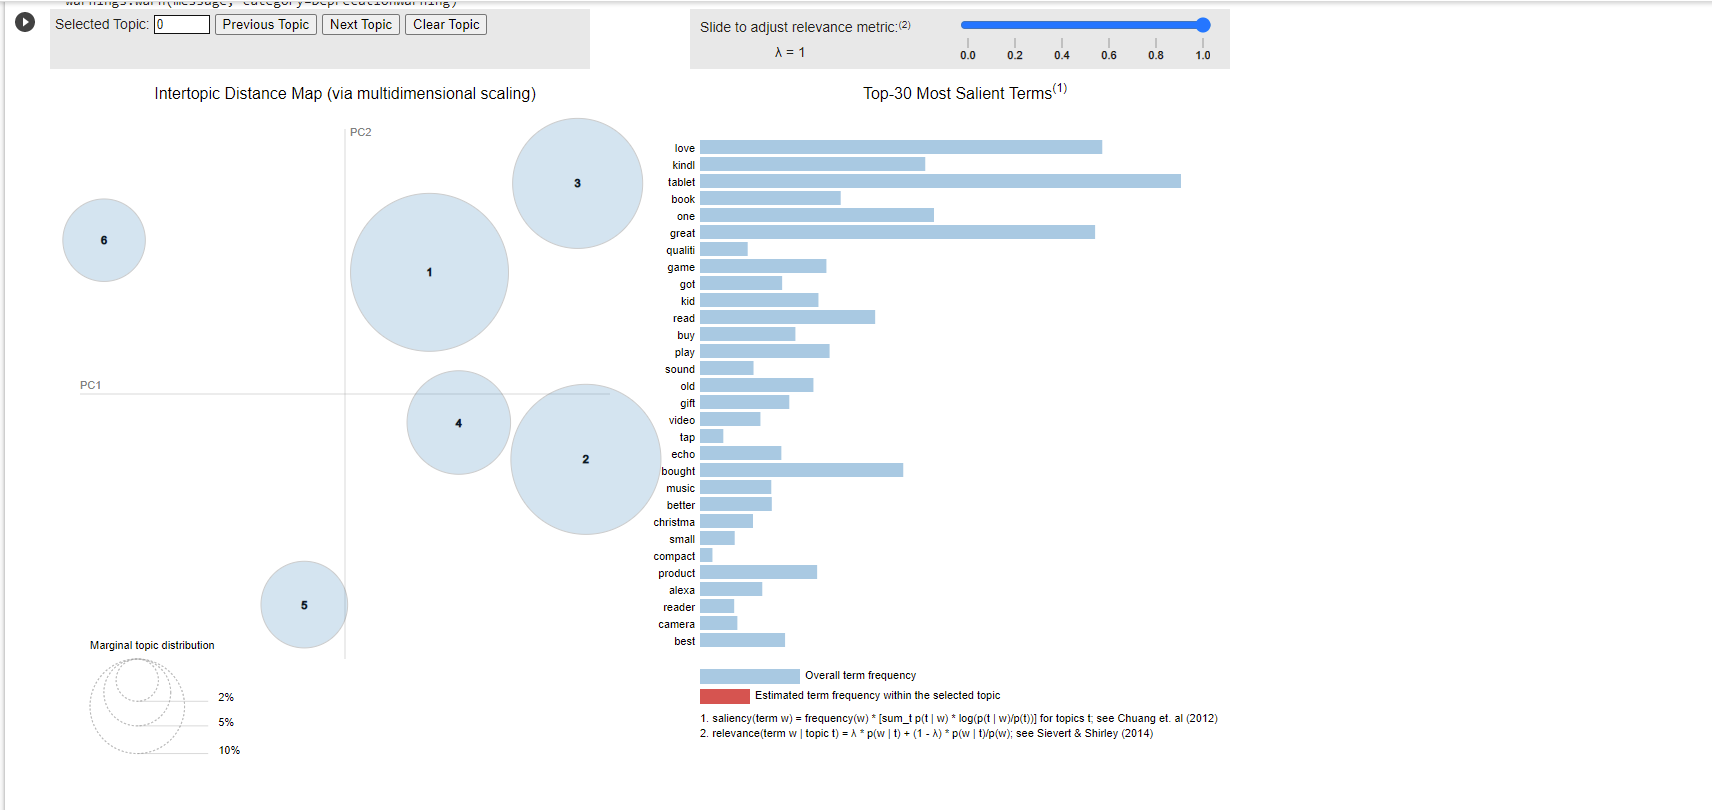 warnings.warn(message, category=DeprecationWarning)
Selected Topic: 0 Previous Topic Next Topic Clear Topic
Slide to adjust relevance metric:(2)
λ = 1
0.0 0.2 0.4 0.6 0.8 1.0
Intertopic Distance Map (via multidimensional scaling)
PC2
PC1
3
6
1
4
2
5
Marginal topic distribution
2%
5%
10%
Top-30 Most Salient Terms(1)
love
kindl
tablet
book
one
great
qualiti
game
got
kid
read
buy
play
sound
old
gift
video
tap
echo
bought
music
better
christma
small
compact
product
alexa
reader
camera
best
Overall term frequency
Estimated term frequency within the selected topic
1. saliency(term w) = frequency(w) * [sum_t p(t | w) * log(p(t | w)/p(t))] for topics t; see Chuang et. al (2012)
2. relevance(term w | topic t) = λ * p(w | t) + (1 - λ) * p(w | t)/p(w); see Sievert & Shirley (2014)